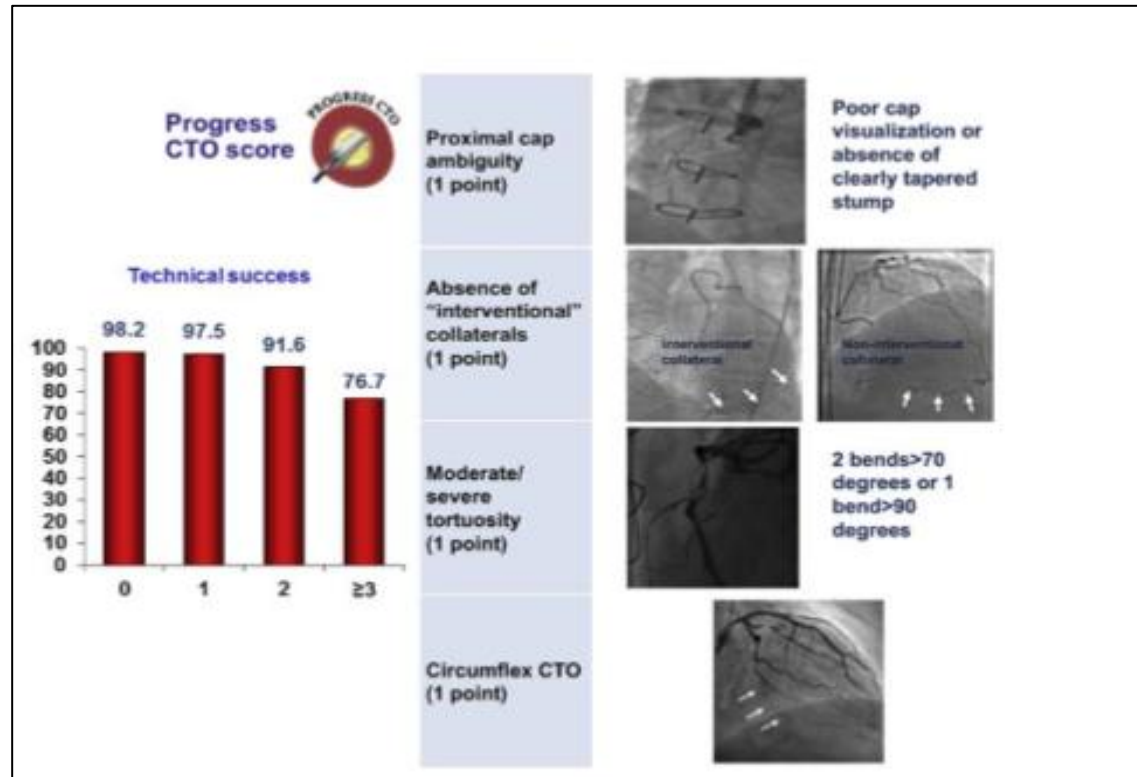 Progress
CTO score
PROGRESS CTO
Technical success
98.2
97.5
91.6
76.7
100
90
80
70
60
50
40
30
20
10
0
0
1
2
≥3
Proximal cap
ambiguity
(1 point)
Poor cap
visualization or
absence of
clearly tapered
stump
Absence of
“interventional”
collaterals
(1 point)
Interventional
collateral
Non-interventional
collateral
Moderate/
severe
tortuosity
(1 point)
2 bends>70
degrees or 1
bend>90
degrees
Circumflex CTO
(1 point)